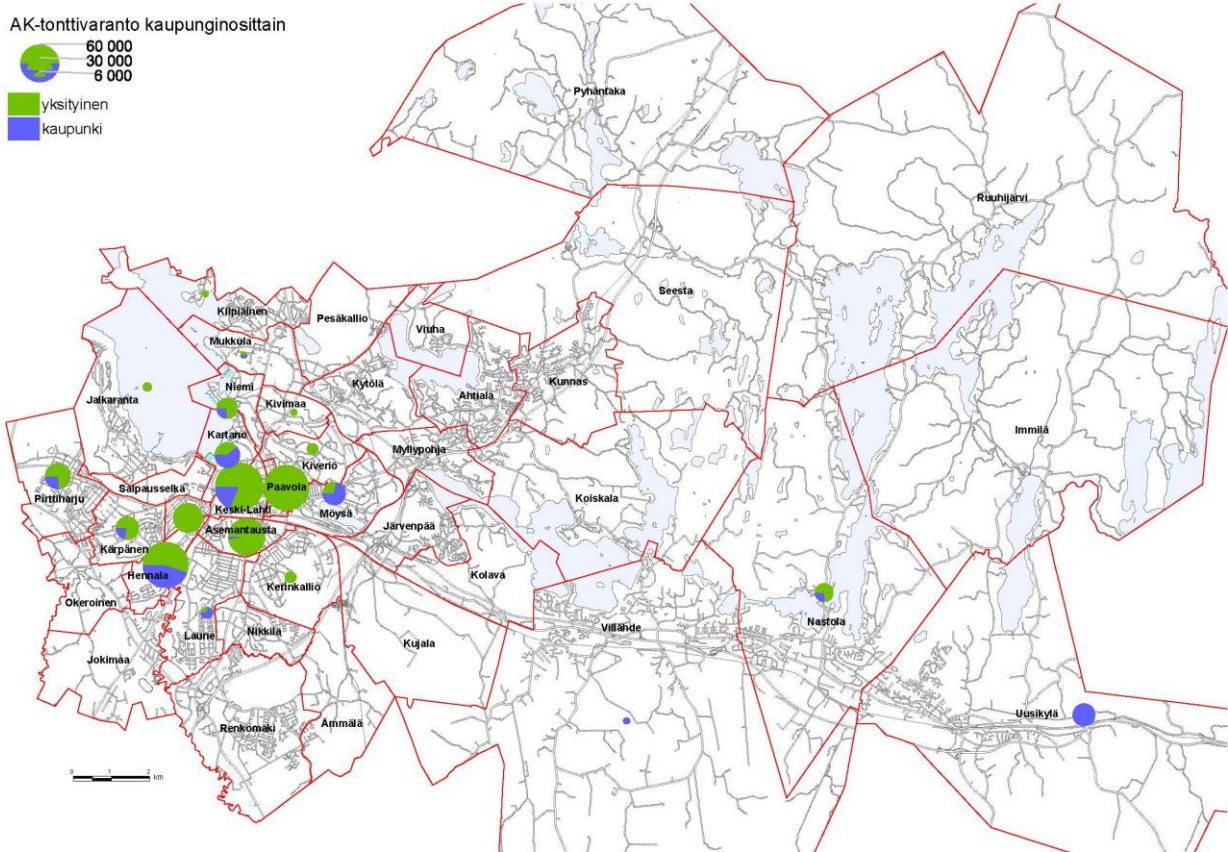 AK-tonttivaranto kaupunginosittain
60 000
30 000
6 000
yksityinen
kaupunki
Pyhäntaka
Ruuhijärvi
Seesta
Kilpiäinen
Pesäkallio
Viuha
Mukkula
Kytölä
Kunnas
Niemi
Kivimaa
Ahtiala
Jalkaranta
Immilä
Kartano
Myllypohja
Kiveriö
Pirttiharju
Salpausselkä
Paavola
Koiskala
Keski-Lahti
Möysä
Asemantausta
Järvenpää
Kärpänen
Kolava
Hennala
Kerinkallio
Okeroinen
Nastola
Villähde
Laune
Nikkilä
Kujala
Jokimaa
Uusikylä
Renkomäki
Ämmälä
0 1 2
km